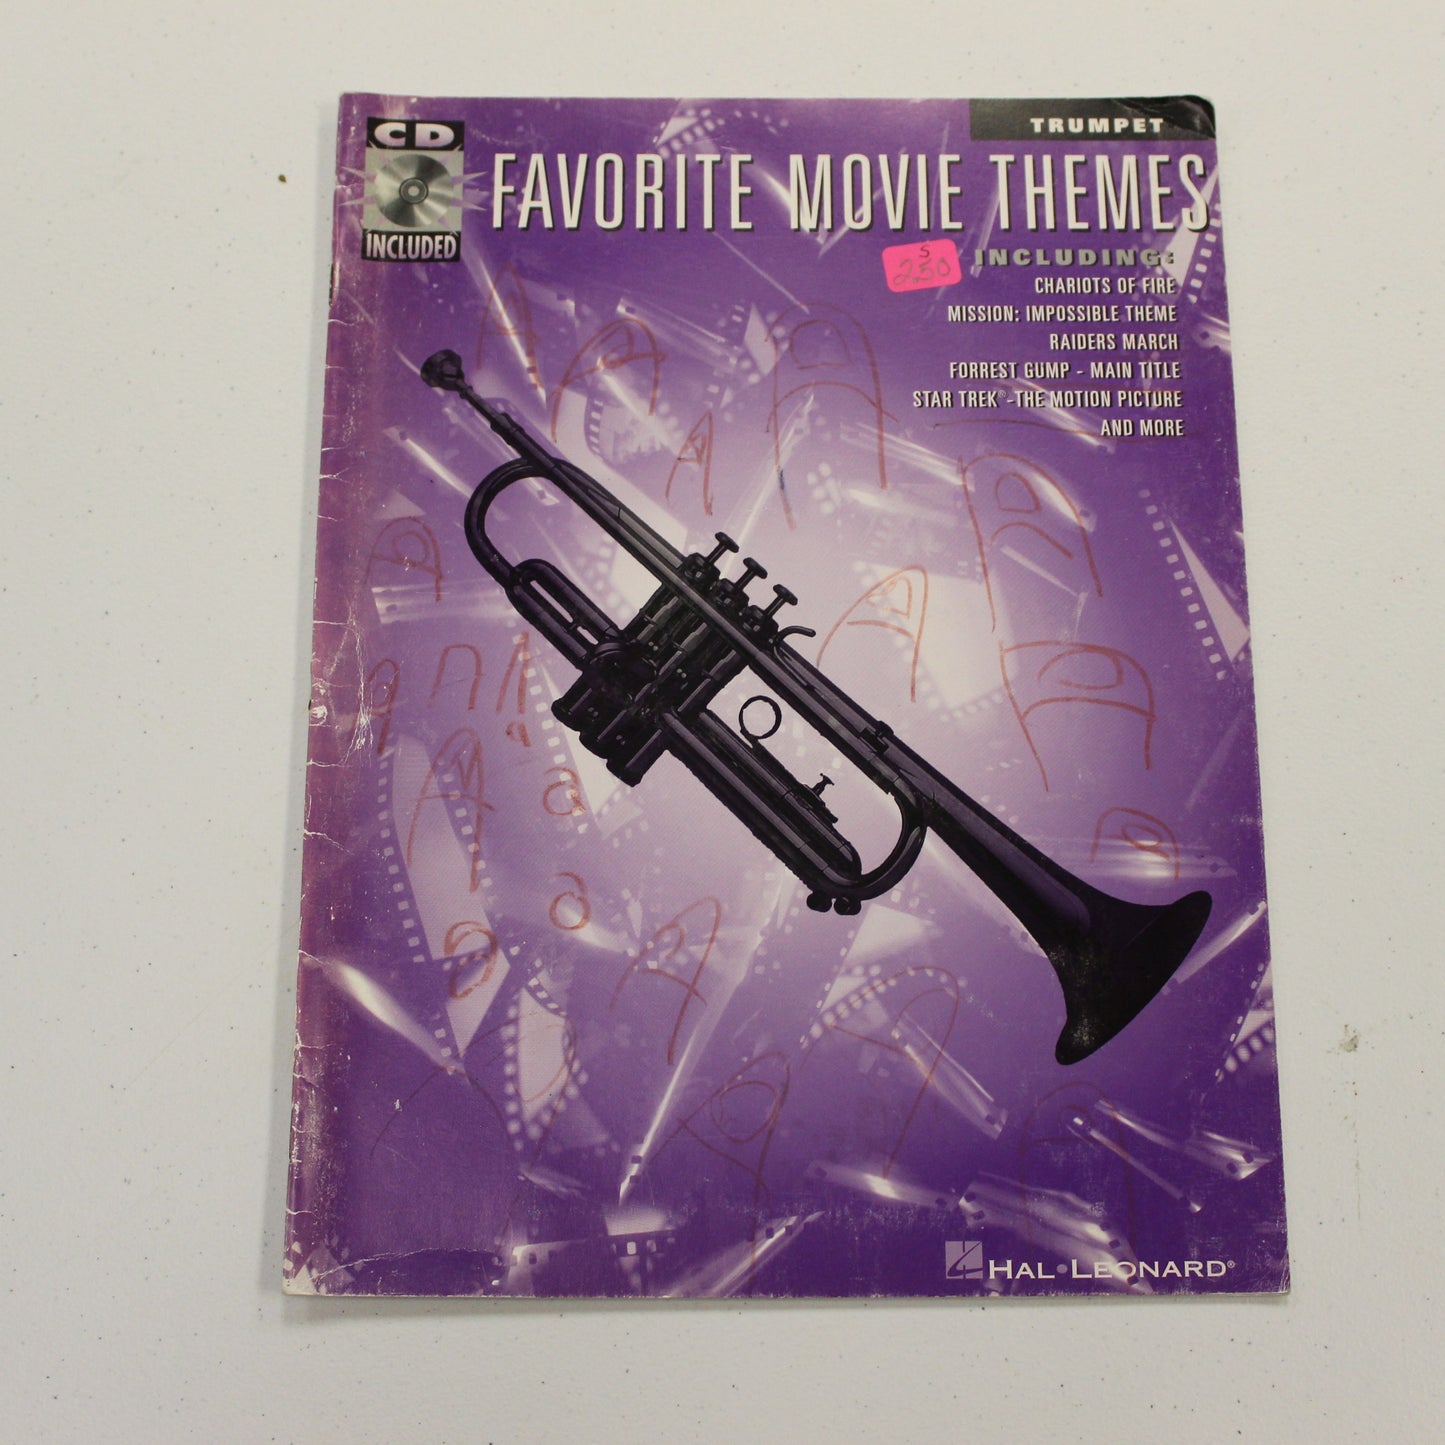 TRUMPET
CD
INCLUDED
FAVORITE MOVIE THEMES
S
250
INCLUDING:
CHARIOTS OF FIRE
MISSION: IMPOSSIBLE THEME
RAIDERS MARCH
FORREST GUMP - MAIN TITLE
STAR TREK®-THE MOTION PICTURE
AND MORE
A
A
A
A
A
A
A
A
a
a
A
HAL•LEONARD®